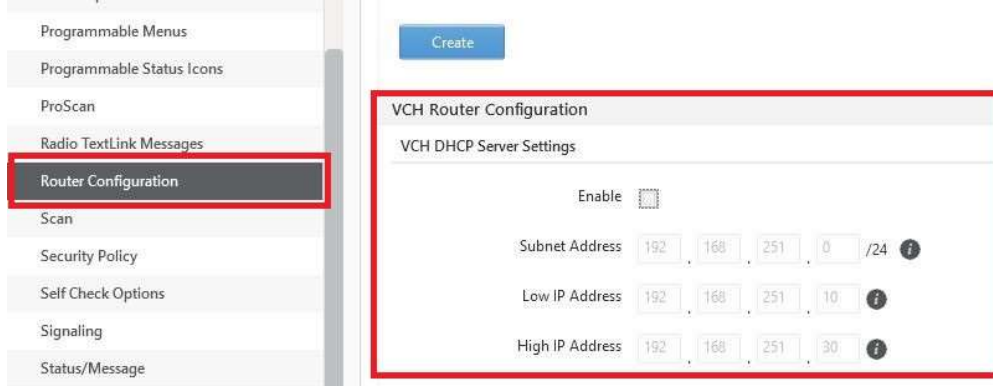 Programmable Menus
Programmable Status Icons
ProScan
Radio TextLink Messages
Router Configuration
Scan
Security Policy
Self Check Options
Signaling
Status/Message
Create
VCH Router Configuration
VCH DHCP Server Settings
Enable
Subnet Address 192 . 168 . 251 . 0 /24 i
Low IP Address 192 . 168 . 251 . 10 i
High IP Address 192 . 168 . 251 . 30 i